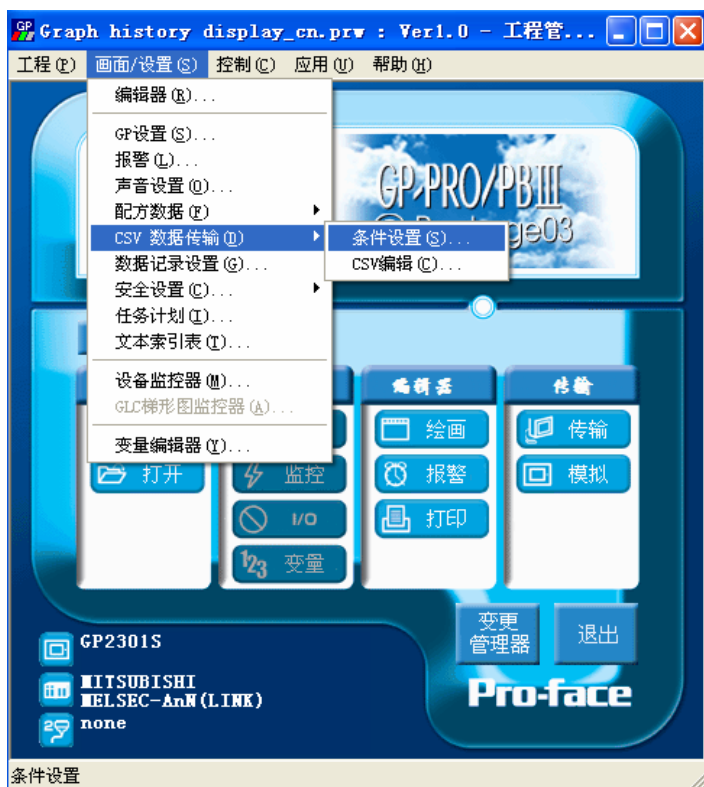 GP Graph history display_cn.prw : Ver1.0 - 工程管...
工程(P) 画面/设置(S) 控制(C) 应用(U) 帮助(H)
编辑器(R)...
GP设置(S)...
报警(L)...
声音设置(O)...
配方数据(F)
CSV 数据传输(D)
数据记录设置(G)...
安全设置(C)...
任务计划(I)...
文本索引表(T)...
设备监控器(M)...
GLC梯形图监控器(A)...
变量编辑器(Y)...
条件设置(S)...
CSV编辑(C)...
GP-PRO/PBIII
编辑器
传输
绘画
传输
打开
监控
报警
模拟
I/O
打印
123 变量
变更
管理器
退出
GP2301S
MITSUBISHI
MELSEC-AnN(LINK)
none
Pro-face
条件设置